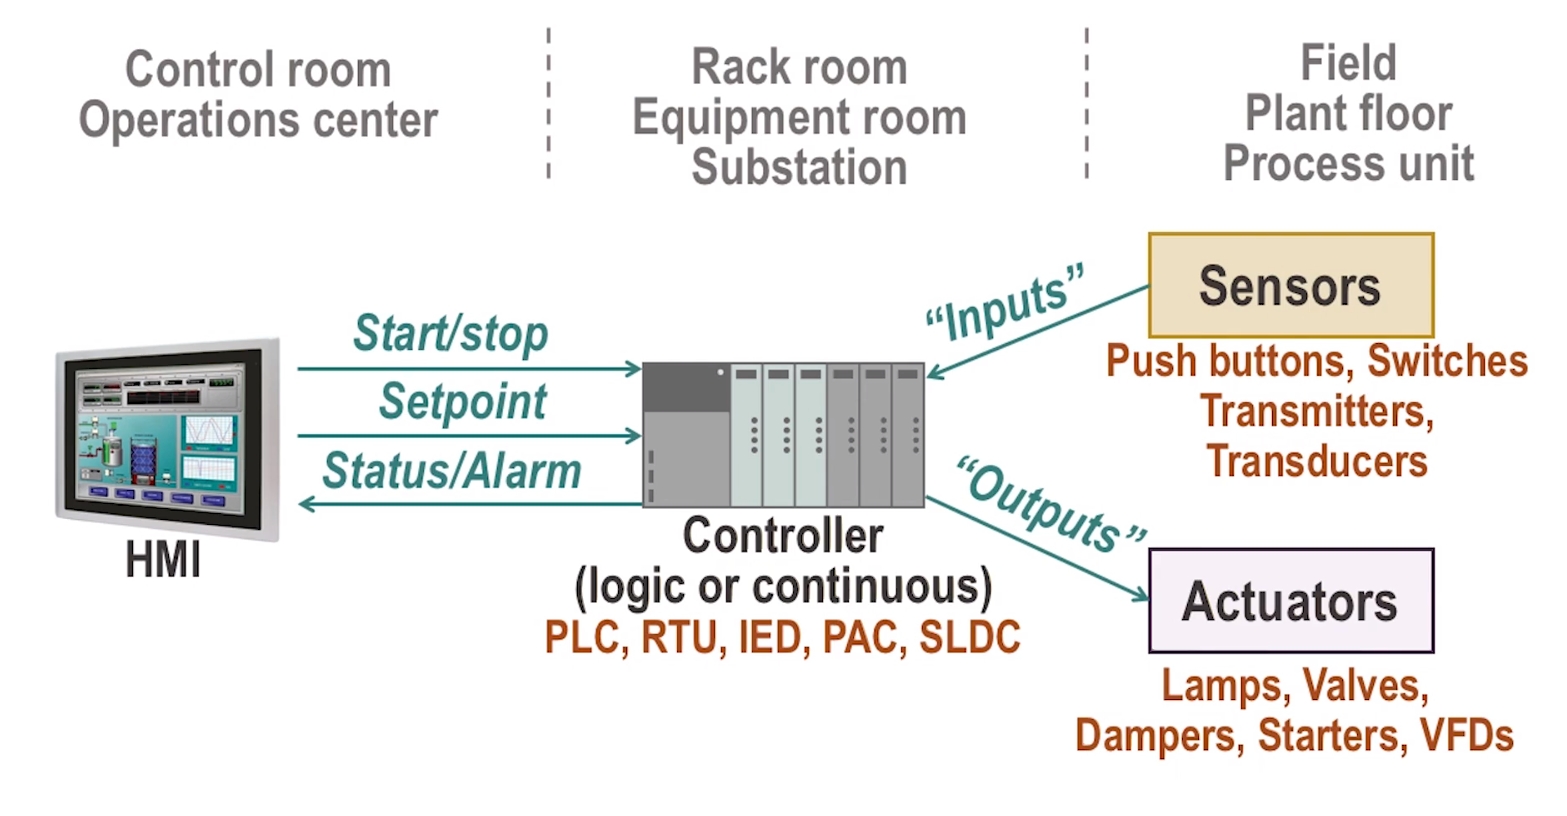 Control room
Operations center
Rack room
Equipment room
Substation
Field
Plant floor
Process unit
Start/stop
Setpoint
Status/Alarm
HMI
Controller
(logic or continuous)
PLC, RTU, IED, PAC, SLDC
“Inputs”
“Outputs”
Sensors
Push buttons, Switches
Transmitters,
Transducers
Actuators
Lamps, Valves,
Dampers, Starters, VFDs